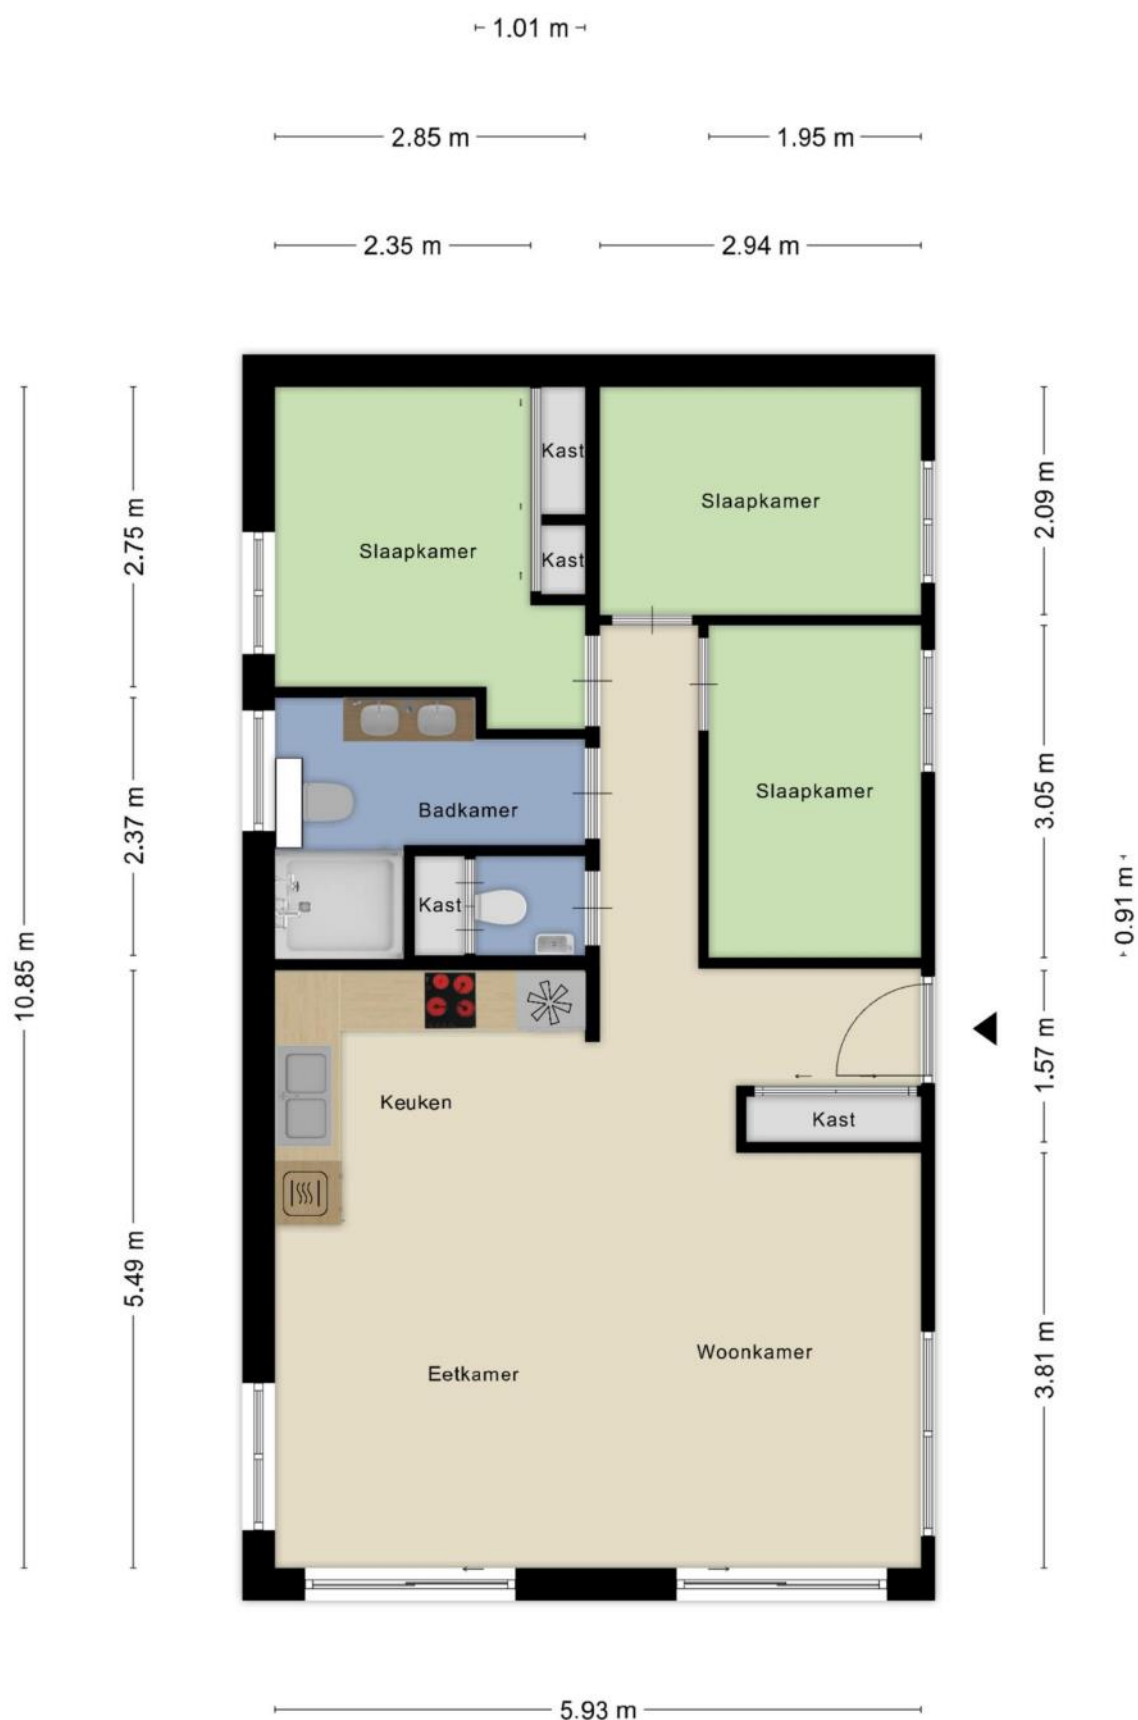 1.01 m
2.85 m
1.95 m
2.35 m
2.94 m
Kast
Slaapkamer
Slaapkamer
Kast
2.75 m
2.09 m
Slaapkamer
Badkamer
2.37 m
3.05 m
Kast
0.91 m
10.85 m
1.57 m
Keuken
Kast
5.49 m
Woonkamer
Eetkamer
3.81 m
5.93 m